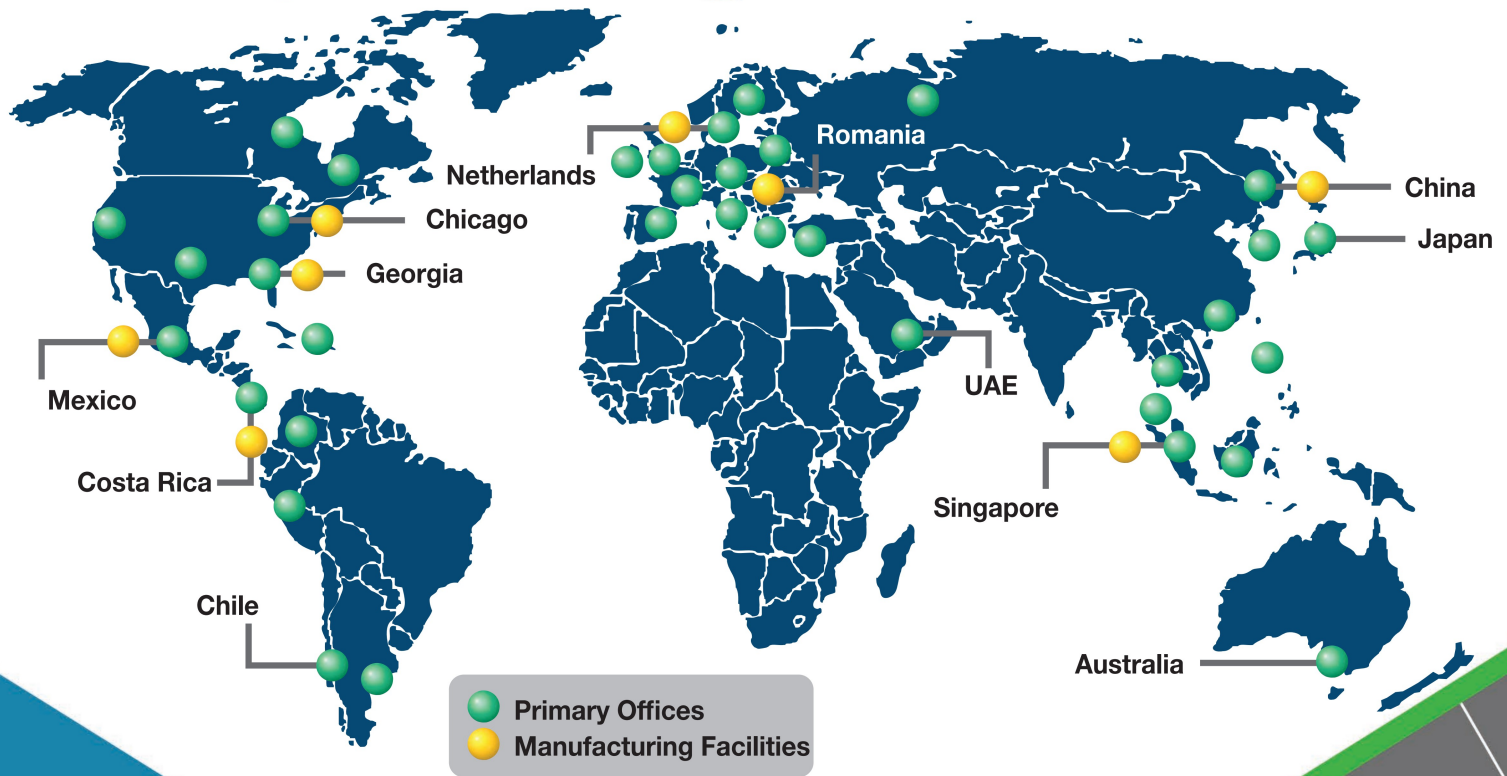 Romania
Netherlands
China
Chicago
Japan
Georgia
UAE
Mexico
Costa Rica
Singapore
Chile
Australia
Primary Offices
Manufacturing Facilities